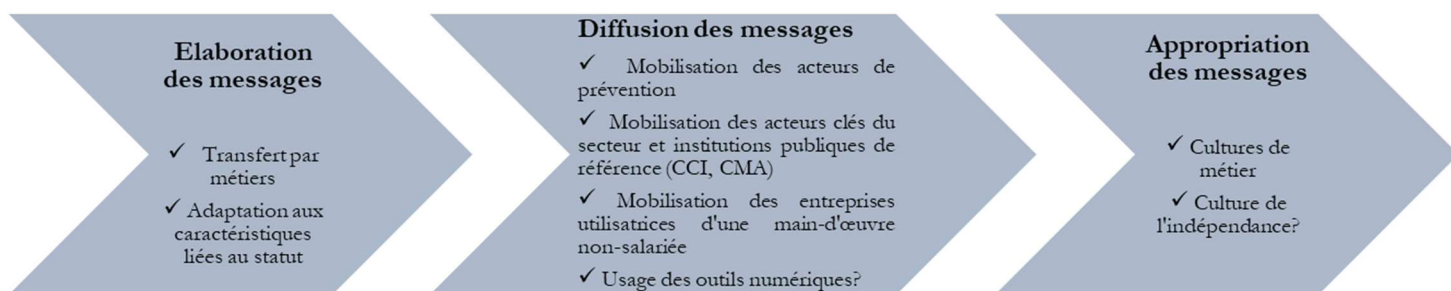 Elaboration
des messages
✓ Transfert par
métiers
✓ Adaptation aux
caractéristiques
liées au statut
Diffusion des messages
✓ Mobilisation des acteurs de
prévention
✓ Mobilisation des acteurs clés du
secteur et institutions publiques de
référence (CCI, CMA)
✓ Mobilisation des entreprises
utilisatrices d'une main-d'œuvre
non-salariée
✓ Usage des outils numériques?
Appropriation
des messages
✓ Cultures de
métier
✓ Culture de
l'indépendance?